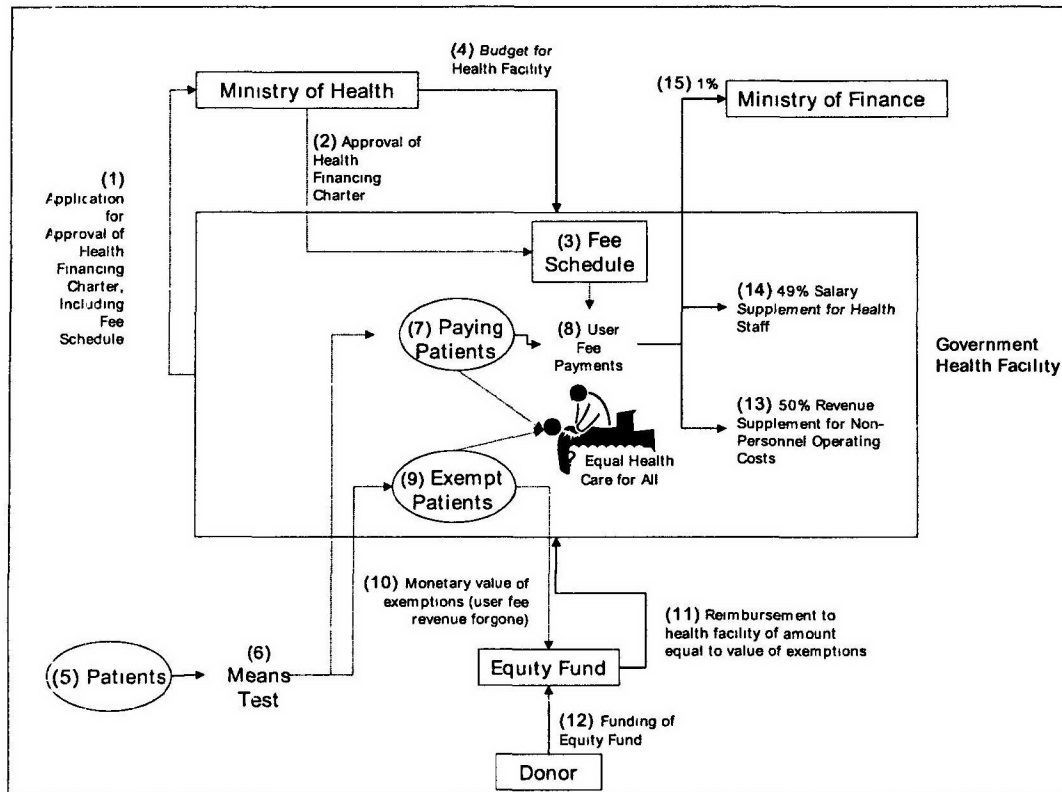 (4) Budget for
Health Facility
Ministry of Health
(15) 1%
Ministry of Finance
(2) Approval of
Health
Financing
Charter
(1)
Application
for
Approval of
Health
Financing
Charter,
Including
Fee
Schedule
(3) Fee
Schedule
(7) Paying
Patients
(8) User
Fee
Payments
(14) 49% Salary
Supplement for Health
Staff
Government
Health Facility
(13) 50% Revenue
Supplement for Non-
Personnel Operating
Costs
Equal Health
Care for All
(9) Exempt
Patients
(10) Monetary value of
exemptions (user fee
revenue forgone)
(11) Reimbursement to
health facility of amount
equal to value of exemptions
(5) Patients
(6)
Means
Test
Equity Fund
(12) Funding of
Equity Fund
Donor